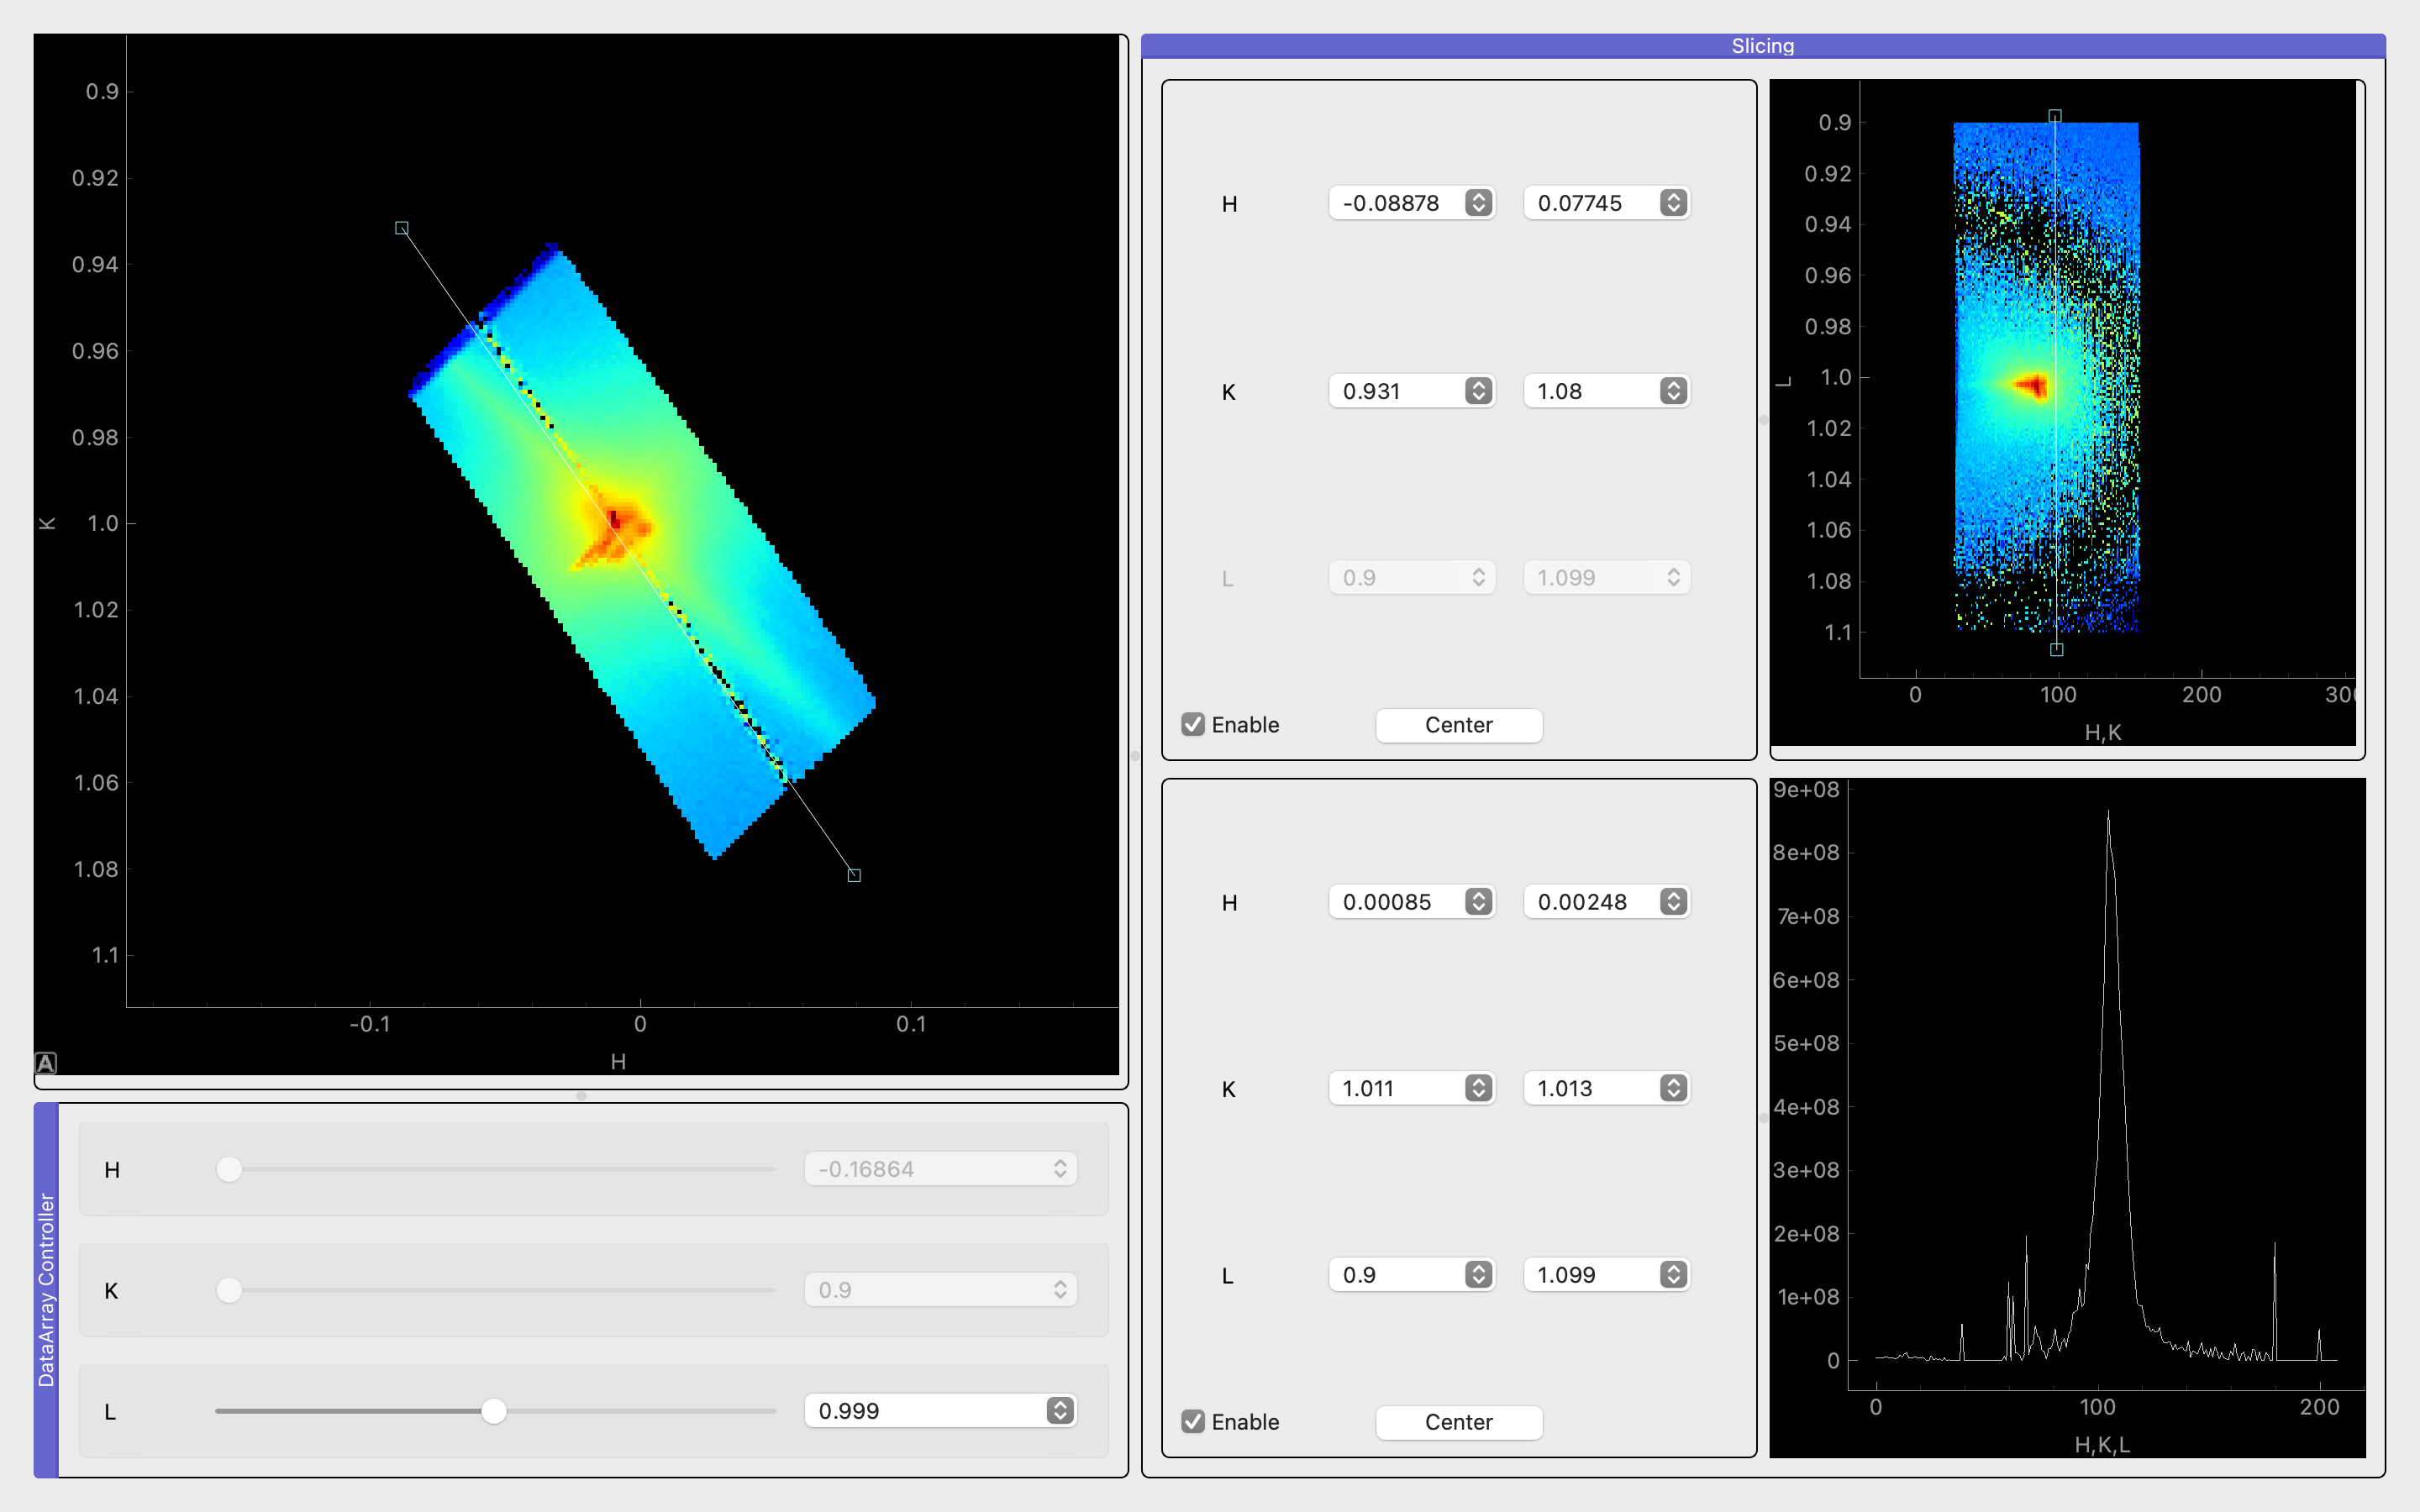 0.9
0.92
0.94
0.96
0.98
1.0
1.02
1.04
1.06
1.08
1.1
K
-0.1 0 0.1
H
A
DataArray Controller
H -0.16864
K 0.9
L 0.999
Slicing
H -0.08878 0.07745
K 0.931 1.08
L 0.9 1.099
Enable Center
0.9
0.92
0.94
0.96
0.98
1.0
1.02
1.04
1.06
1.08
1.1
L
0 100 200 30
H,K
H 0.00085 0.00248
K 1.011 1.013
L 0.9 1.099
Enable Center
9e+08
8e+08
7e+08
6e+08
5e+08
4e+08
3e+08
2e+08
1e+08
0
0 100 200
H,K,L